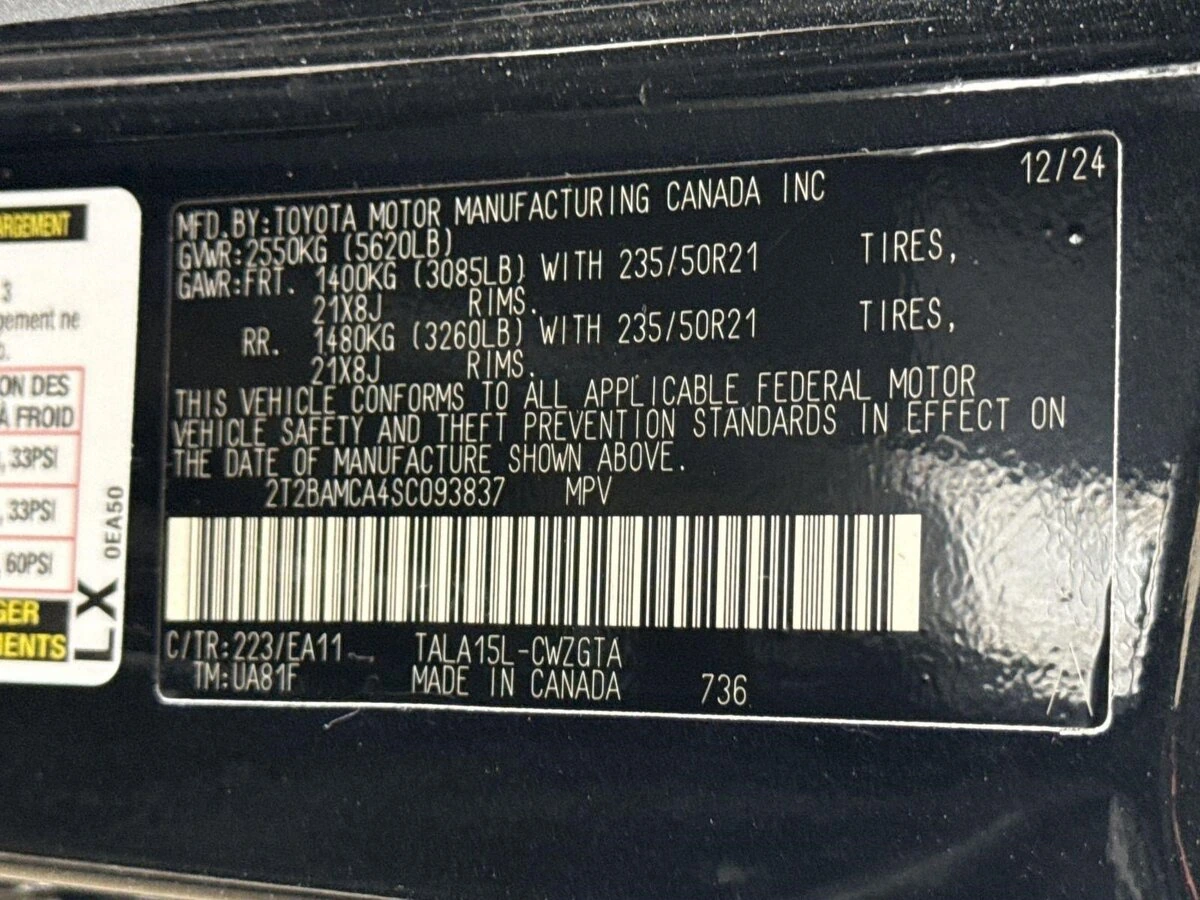 ARGEMENT
3
gement ne
ON DES
À FROID
, 33PSI
, 33PSI
, 60PSI
GER
MENTS
LX
0EA50
12/24
MFD.BY:TOYOTA MOTOR MANUFACTURING CANADA INC
GVWR:2550KG (5620LB)
GAWR:FRT. 1400KG (3085LB) WITH 235/50R21 TIRES,
21X8J RIMS.
RR. 1480KG (3260LB) WITH 235/50R21 TIRES,
21X8J RIMS.
THIS VEHICLE CONFORMS TO ALL APPLICABLE FEDERAL MOTOR
VEHICLE SAFETY AND THEFT PREVENTION STANDARDS IN EFFECT ON
THE DATE OF MANUFACTURE SHOWN ABOVE.
2T2BAMCA4SC093837 MPV
C/TR:223/EA11 TALA15L-CWZGTA
TM:UA81F MADE IN CANADA 736